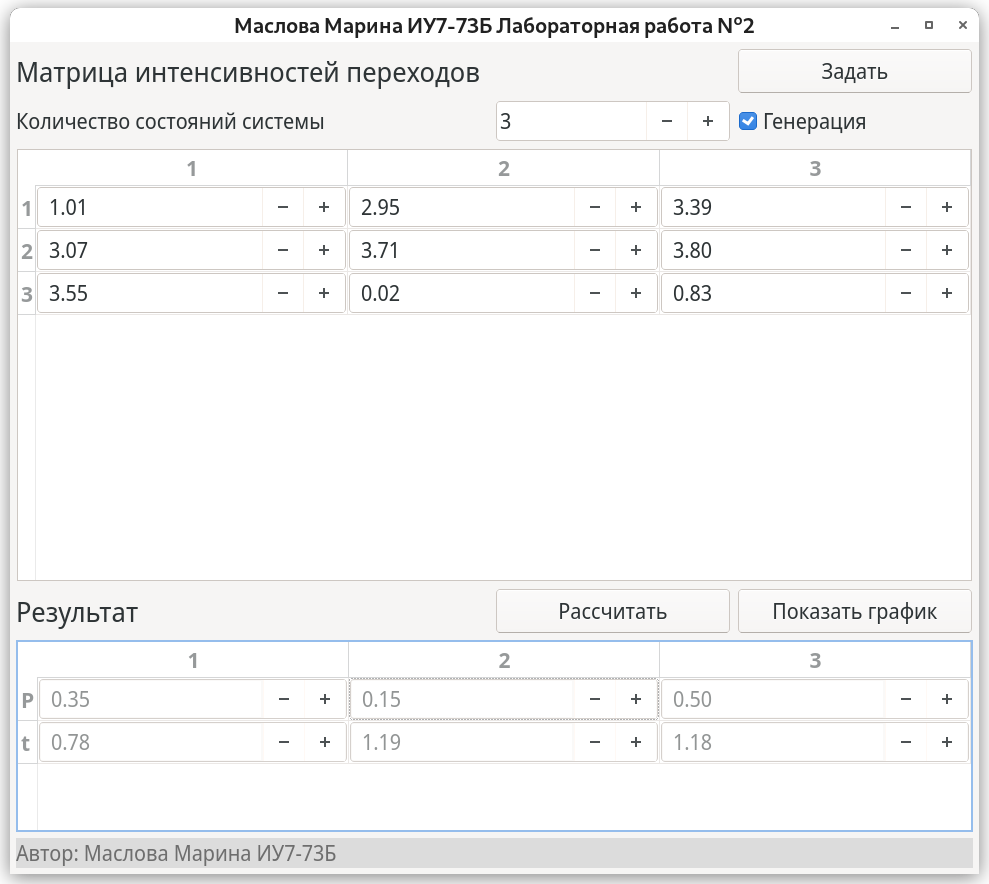 Маслова Марина ИУ7-73Б Лабораторная работа №2
Матрица интенсивностей переходов Задать
Количество состояний системы 3 − + Генерация
1 2 3
1 1.01 − + 2.95 − + 3.39 − +
2 3.07 − + 3.71 − + 3.80 − +
3 3.55 − + 0.02 − + 0.83 − +
Результат Рассчитать Показать график
1 2 3
P 0.35 − + 0.15 − + 0.50 − +
t 0.78 − + 1.19 − + 1.18 − +
Автор: Маслова Марина ИУ7-73Б